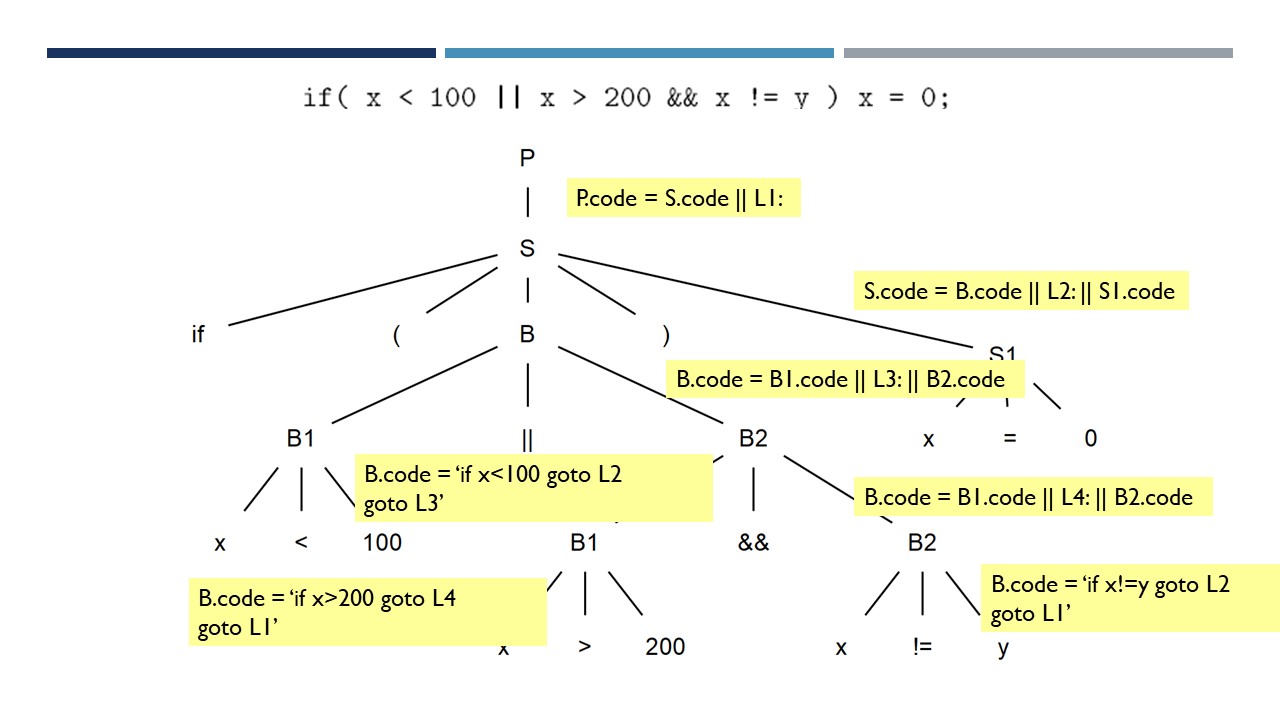 if( x < 100 || x > 200 && x != y ) x = 0;
P
P.code = S.code || L1:
S
S.code = B.code || L2: || S1.code
if ( B ) S1
B.code = B1.code || L3: || B2.code
B1 || B2 x = 0
B.code = ‘if x<100 goto L2
goto L3’
B.code = B1.code || L4: || B2.code
x < 100 B1 && B2
B.code = ‘if x>200 goto L4
goto L1’
B.code = ‘if x!=y goto L2
goto L1’
x > 200 x != y